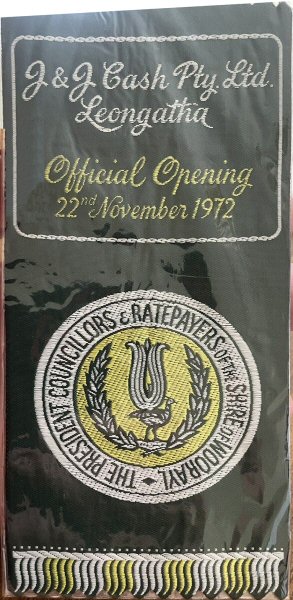 J & J Cash Pty. Ltd.
Leongatha
Official Opening
22nd November 1972
THE PRESIDENT, COUNCILLORS & RATEPAYERS OF THE SHIRE OF WOORAYL.